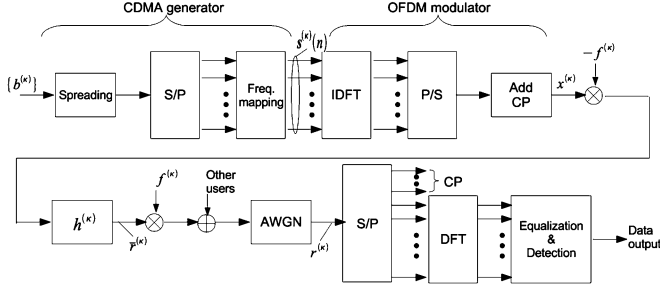 CDMA generator
OFDM modulator
s^(κ)(n)
{b^(κ)}
Spreading
S/P
Freq.
mapping
IDFT
P/S
Add
CP
x^(κ)
−f^(κ)
h^(κ)
r̄^(κ)
f^(κ)
Other
users
AWGN
r^(κ)
S/P
CP
DFT
Equalization
&
Detection
Data
output